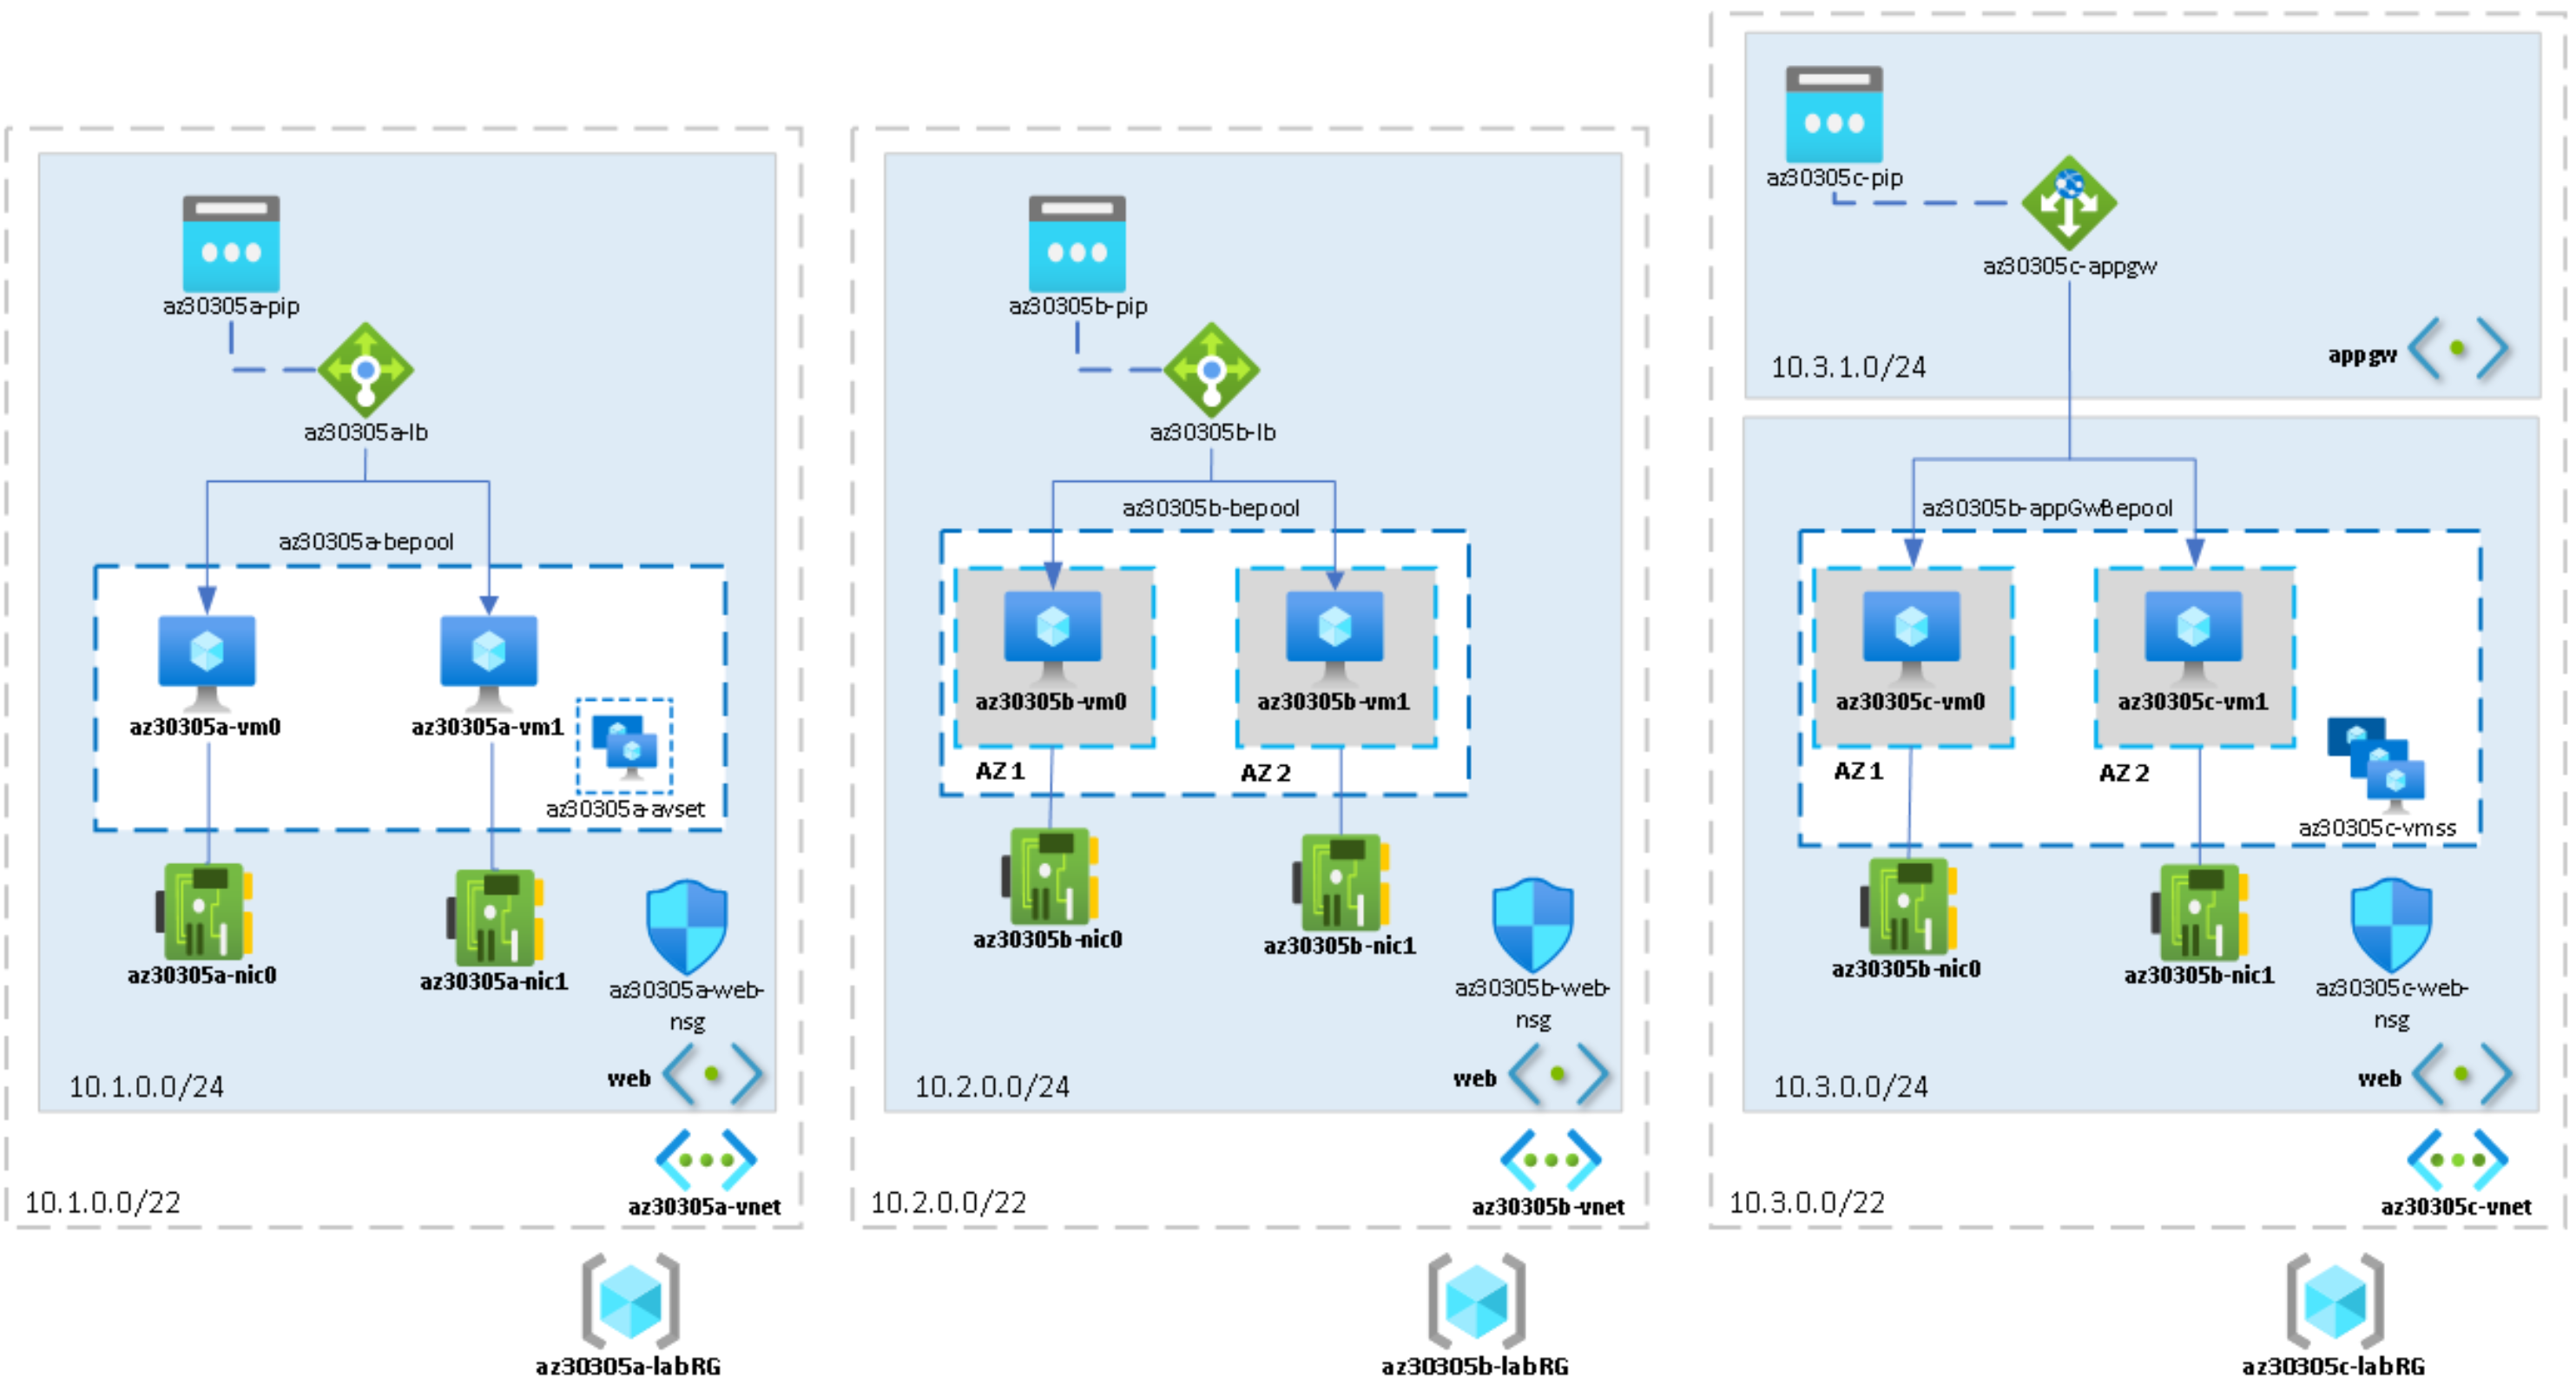 az30305a-pip
az30305a-lb
az30305a-bepool
az30305a-vm0
az30305a-vm1
az30305a-avset
az30305a-nic0
az30305a-nic1
az30305a-web-
nsg
web
10.1.0.0/24
10.1.0.0/22
az30305a-vnet
az30305a-labRG
az30305b-pip
az30305b-lb
az30305b-bepool
az30305b-vm0
az30305b-vm1
AZ 1
AZ 2
az30305b-nic0
az30305b-nic1
az30305b-web-
nsg
web
10.2.0.0/24
10.2.0.0/22
az30305b-vnet
az30305b-labRG
az30305c-pip
az30305c-appgw
appgw
10.3.1.0/24
az30305b-appGwBepool
az30305c-vm0
az30305c-vm1
AZ 1
AZ 2
az30305c-vmss
az30305b-nic0
az30305b-nic1
az30305c-web-
nsg
web
10.3.0.0/24
10.3.0.0/22
az30305c-vnet
az30305c-labRG